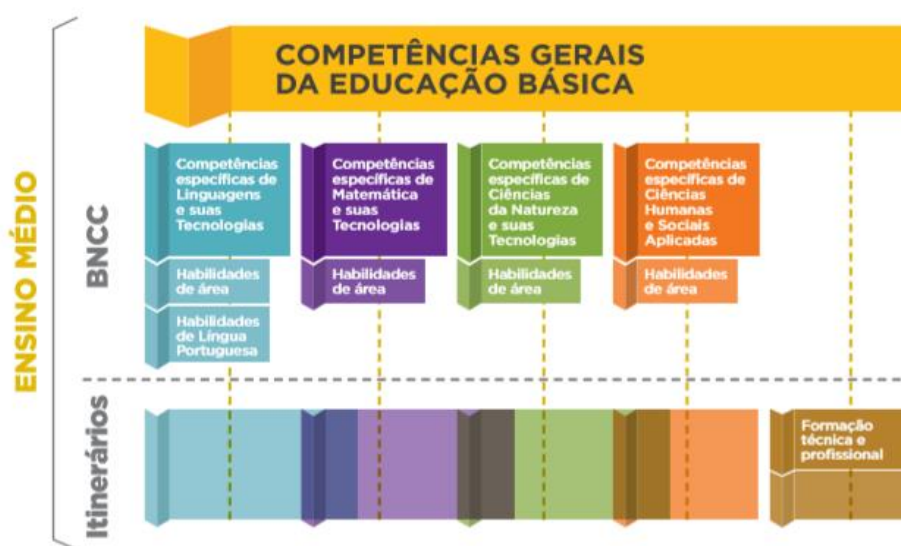 COMPETÊNCIAS GERAIS
DA EDUCAÇÃO BÁSICA
ENSINO MÉDIO
BNCC
Competências
específicas de
Linguagens
e suas
Tecnologias
Habilidades
de área
Habilidades
de Língua
Portuguesa
Competências
específicas de
Matemática
e suas
Tecnologias
Habilidades
de área
Competências
específicas de
Ciências
da Natureza
e suas
Tecnologias
Habilidades
de área
Competências
específicas de
Ciências
Humanas
e Sociais
Aplicadas
Habilidades
de área
Itinerários
Formação
técnica e
profissional